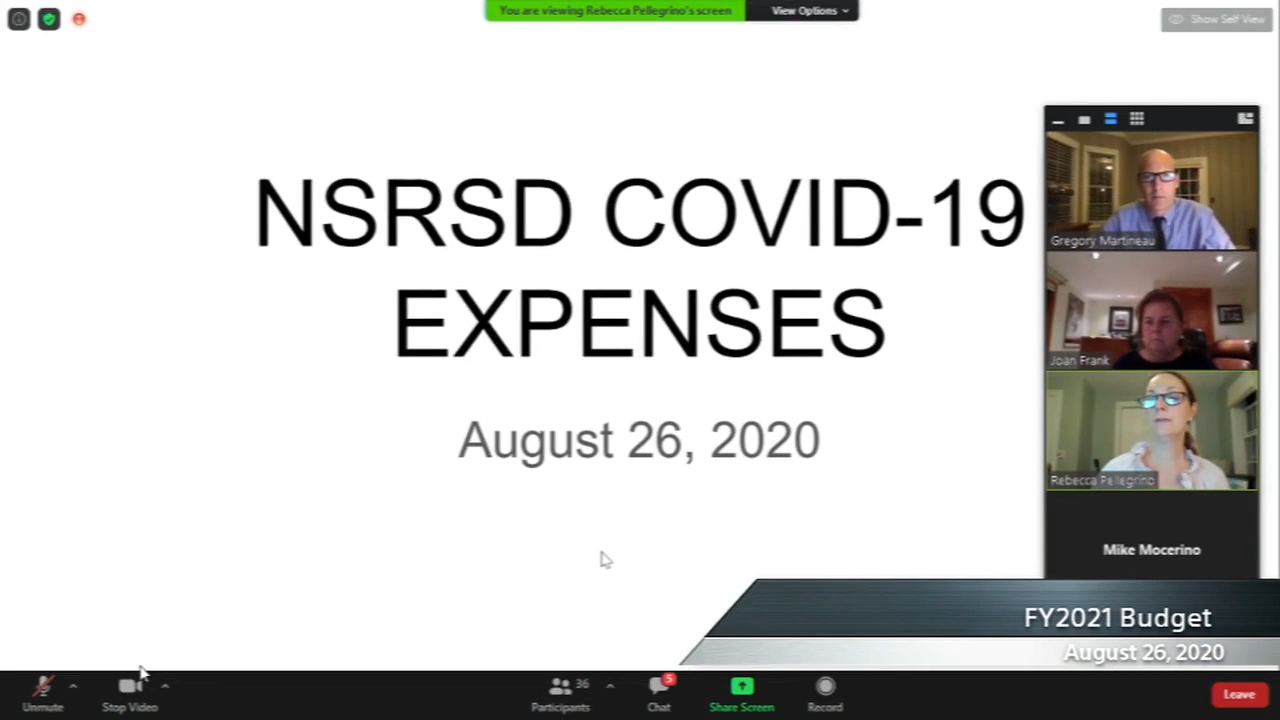 You are viewing Rebecca Pellegrino's screen
View Options
Show Self View
NSRSD COVID-19
EXPENSES
August 26, 2020
Gregory Martineau
Joan Frank
Rebecca Pellegrino
Mike Mocerino
FY2021 Budget
August 26, 2020
Unmute
Stop Video
36
Participants
5
Chat
Share Screen
Record
Leave